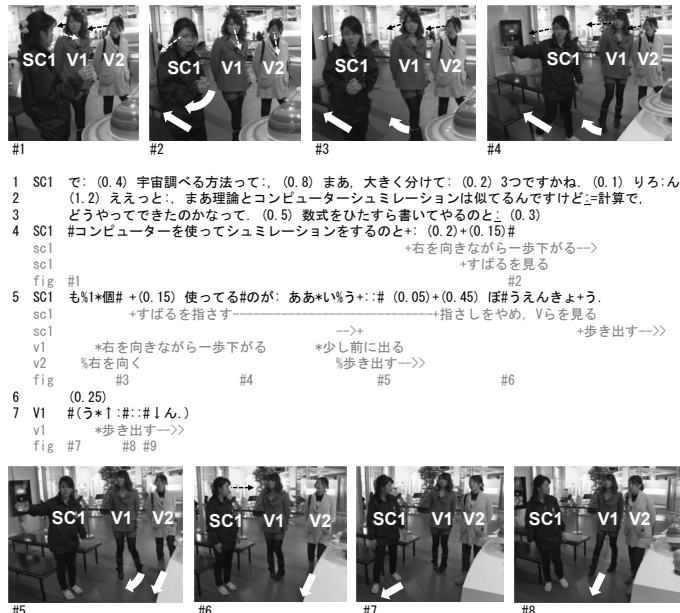 SC1 V1 V2
SC1 V1 V2
SC1 V1 V2
SC1 V1 V2
#1 #2 #3 #4
1 SC1 で: (0.4) 宇宙調べる方法って:, (0.8) まあ, 大きく分けて: (0.2) 3つですかね. (0.1) りろ:ん
2 (1.2) ええっと:, まあ理論とコンピューターシュミレーションは似てるんですけど:=計算で,
3 どうやってできたのかなって. (0.5) 数式をひたすら書いてやるのと: (0.3)
4 SC1 #コンピューターを使ってシュミレーションをするのと+: (0.2)+(0.15)#
sc1 +右を向きながら一歩下がる-->
sc1 +すばるを見る
fig #1 #2
5 SC1 も%1*個# +(0.15) 使ってる#のが: ああ*い%う+::# (0.05)+(0.45) ぼ#うえんきょ+う.
sc1 +すばるを指さす-----------------------------+指さしをやめ, Vらを見る
sc1 -->+ +歩き出す-->>
v1 *右を向きながら一歩下がる *少し前に出る
v2 %右を向く %歩き出す-->>
fig #3 #4 #5 #6
6 (0.25)
7 V1 #(う*↑:#::#↓ん.)
v1 *歩き出す-->>
fig #7 #8 #9
SC1 V1 V2
SC1 V1 V2
SC1 V1 V2
SC1 V1 V2
#5 #6 #7 #8